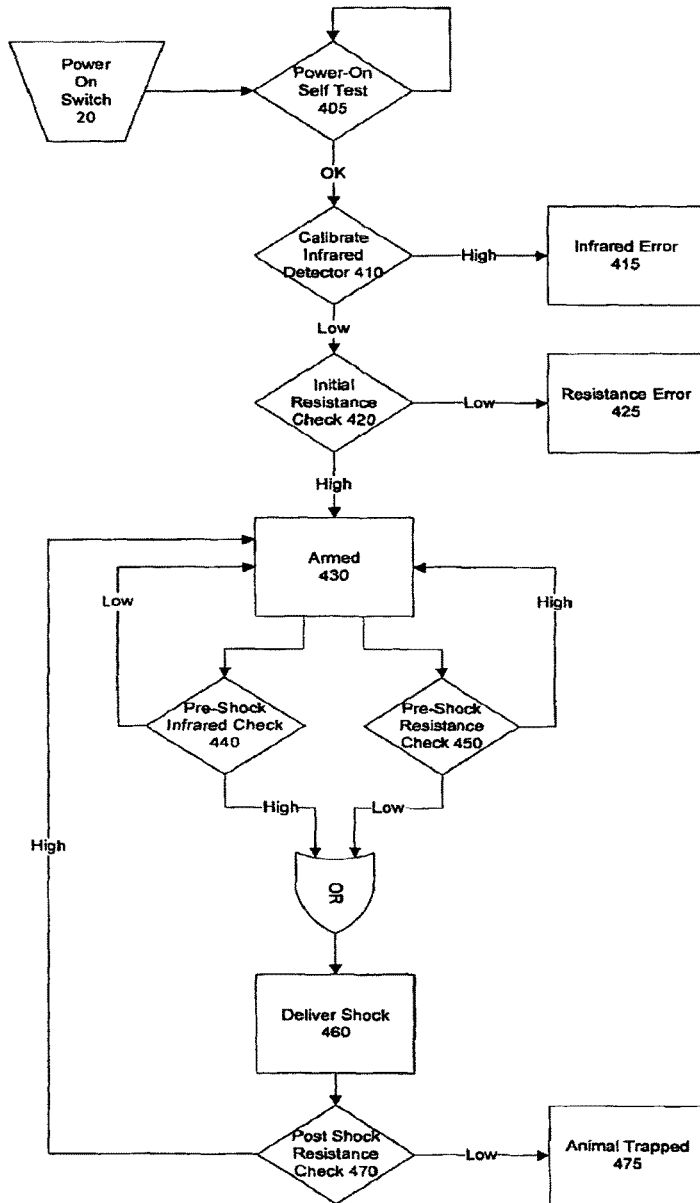 Power
On
Switch
20
Power-On
Self Test
405
OK
Calibrate
Infrared
Detector 410
High
Infrared Error
415
Low
Initial
Resistance
Check 420
Low
Resistance Error
425
High
Armed
430
Low
High
Pre-Shock
Infrared Check
440
Pre-Shock
Resistance
Check 450
High
Low
High
OR
Deliver Shock
460
Post Shock
Resistance
Check 470
Low
Animal Trapped
475